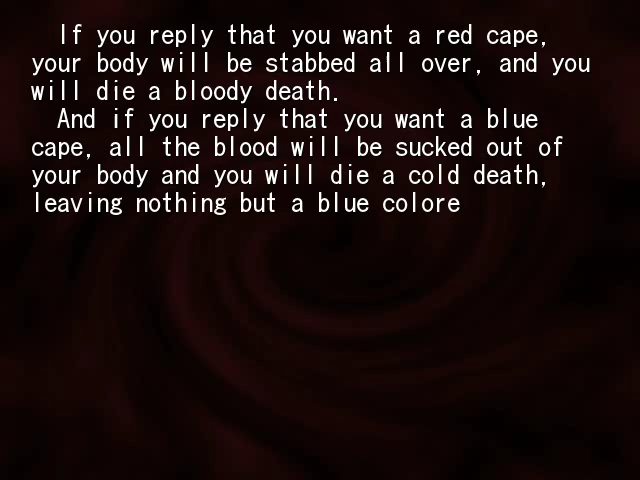 If you reply that you want a red cape,
your body will be stabbed all over, and you
will die a bloody death.
And if you reply that you want a blue
cape, all the blood will be sucked out of
your body and you will die a cold death,
leaving nothing but a blue colore